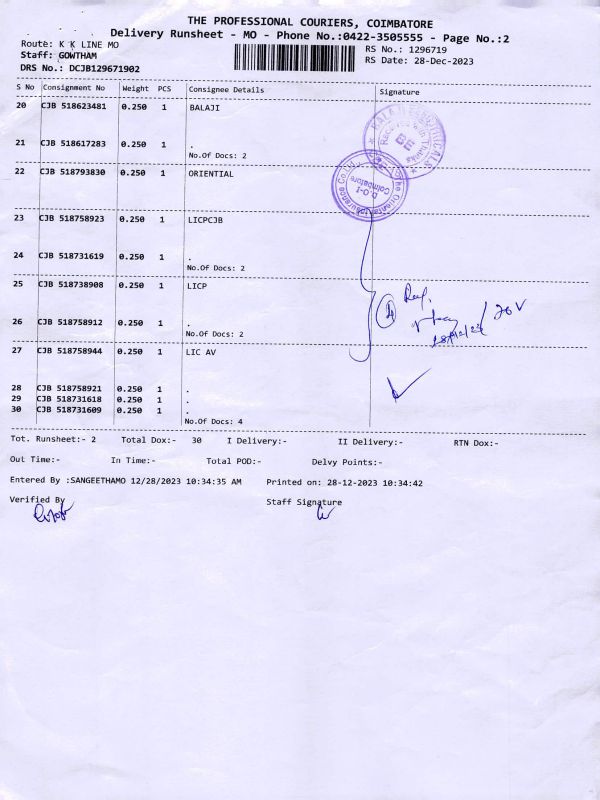 THE PROFESSIONAL COURIERS, COIMBATORE
Delivery Runsheet - MO - Phone No.:0422-3505555 - Page No.:2
Route: K K LINE MO RS No.: 1296719
Staff: GOWTHAM RS Date: 28-Dec-2023
DRS No.: DCJB129671902
S No Consignment No Weight PCS Consignee Details Signature
20 CJB 518623481 0.250 1 BALAJI
21 CJB 518617283 0.250 1 .
No.Of Docs: 2
22 CJB 518793830 0.250 1 ORIENTIAL
23 CJB 518758923 0.250 1 LICPCJB
24 CJB 518731619 0.250 1 .
No.Of Docs: 2
25 CJB 518738908 0.250 1 LICP
26 CJB 518758912 0.250 1 .
No.Of Docs: 2
27 CJB 518758944 0.250 1 LIC AV
28 CJB 518758921 0.250 1 .
29 CJB 518731618 0.250 1 .
30 CJB 518731609 0.250 1 .
No.Of Docs: 4
Received with Thanks
D.O-I
Coimbatore
Tot. Runsheet:- 2 Total Dox:- 30 I Delivery:- II Delivery:- RTN Dox:-
Out Time:- In Time:- Total POD:- Delvy Points:-
Entered By :SANGEETHAMO 12/28/2023 10:34:35 AM Printed on: 28-12-2023 10:34:42
Verified By Staff Signature